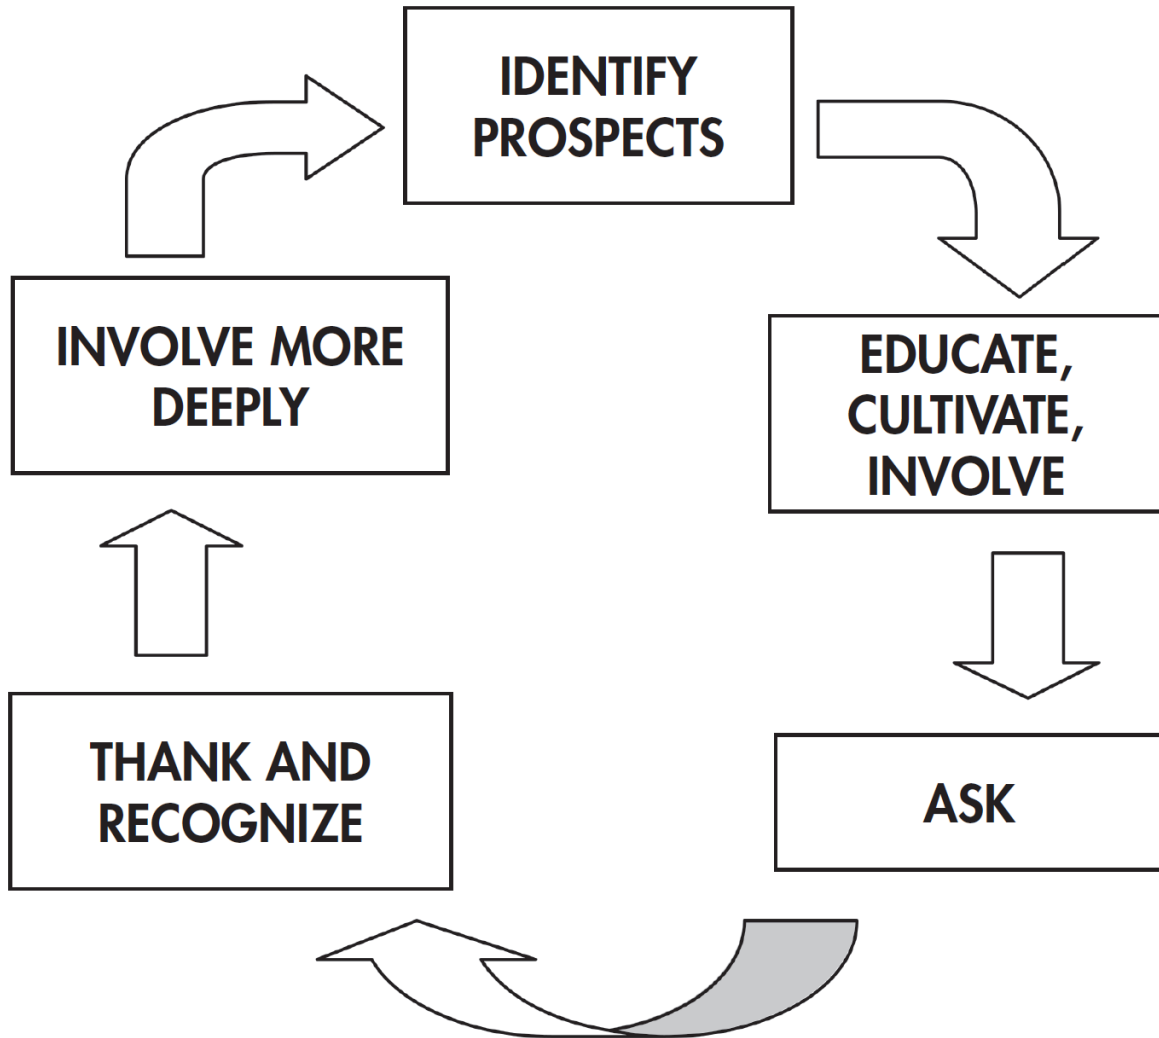 IDENTIFY
PROSPECTS
EDUCATE,
CULTIVATE,
INVOLVE
ASK
THANK AND
RECOGNIZE
INVOLVE MORE
DEEPLY